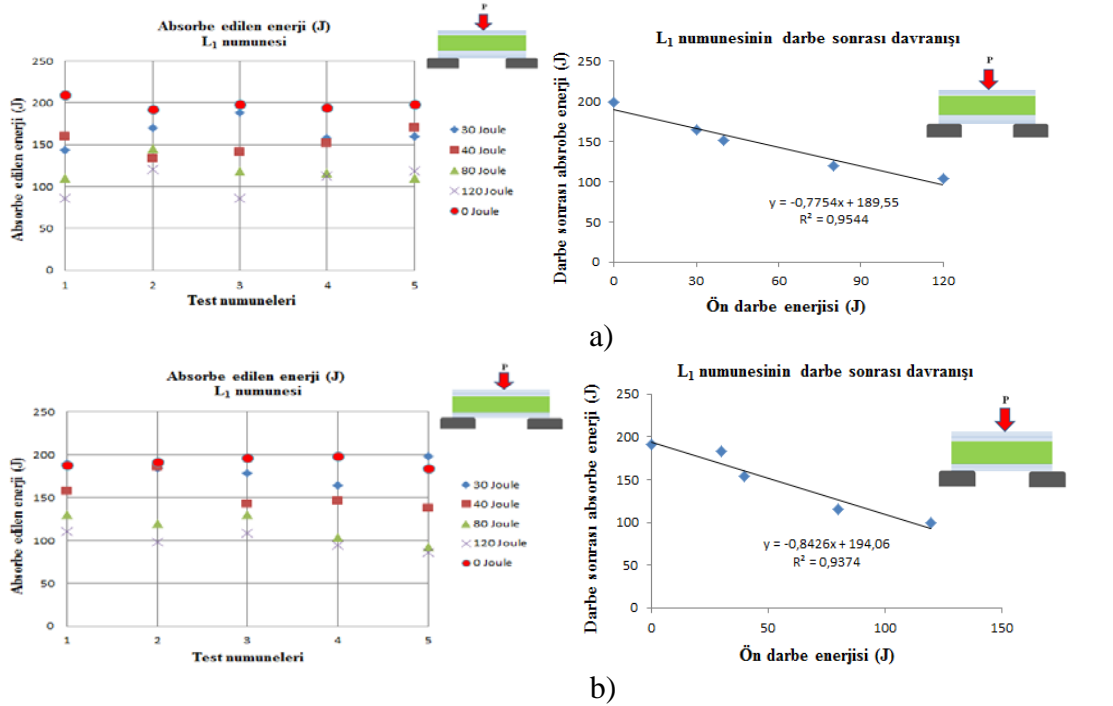 Absorbe edilen enerji (J)
L₁ numunesi
P
Absorbe edilen enerji (J)
250
200
150
100
50
0
1 2 3 4 5
Test numuneleri
30 Joule
40 Joule
80 Joule
120 Joule
0 Joule
L₁ numunesinin darbe sonrası davranışı
P
Darbe sonrası absrobe enerji (J)
250
200
150
100
50
0
0 30 60 90 120
y = -0,7754x + 189,55
R² = 0,9544
Ön darbe enerjisi (J)
a)
Absorbe edilen enerji (J)
L₁ numunesi
P
Absorbe edilen enerji (J)
250
200
150
100
50
0
1 2 3 4 5
Test numuneleri
30 Joule
40 Joule
80 Joule
120 Joule
0 Joule
L₁ numunesinin darbe sonrası davranışı
P
Darbe sonrası absorbe enerji (J)
250
200
150
100
50
0
0 50 100 150
y = -0,8426x + 194,06
R² = 0,9374
Ön darbe enerjisi (J)
b)